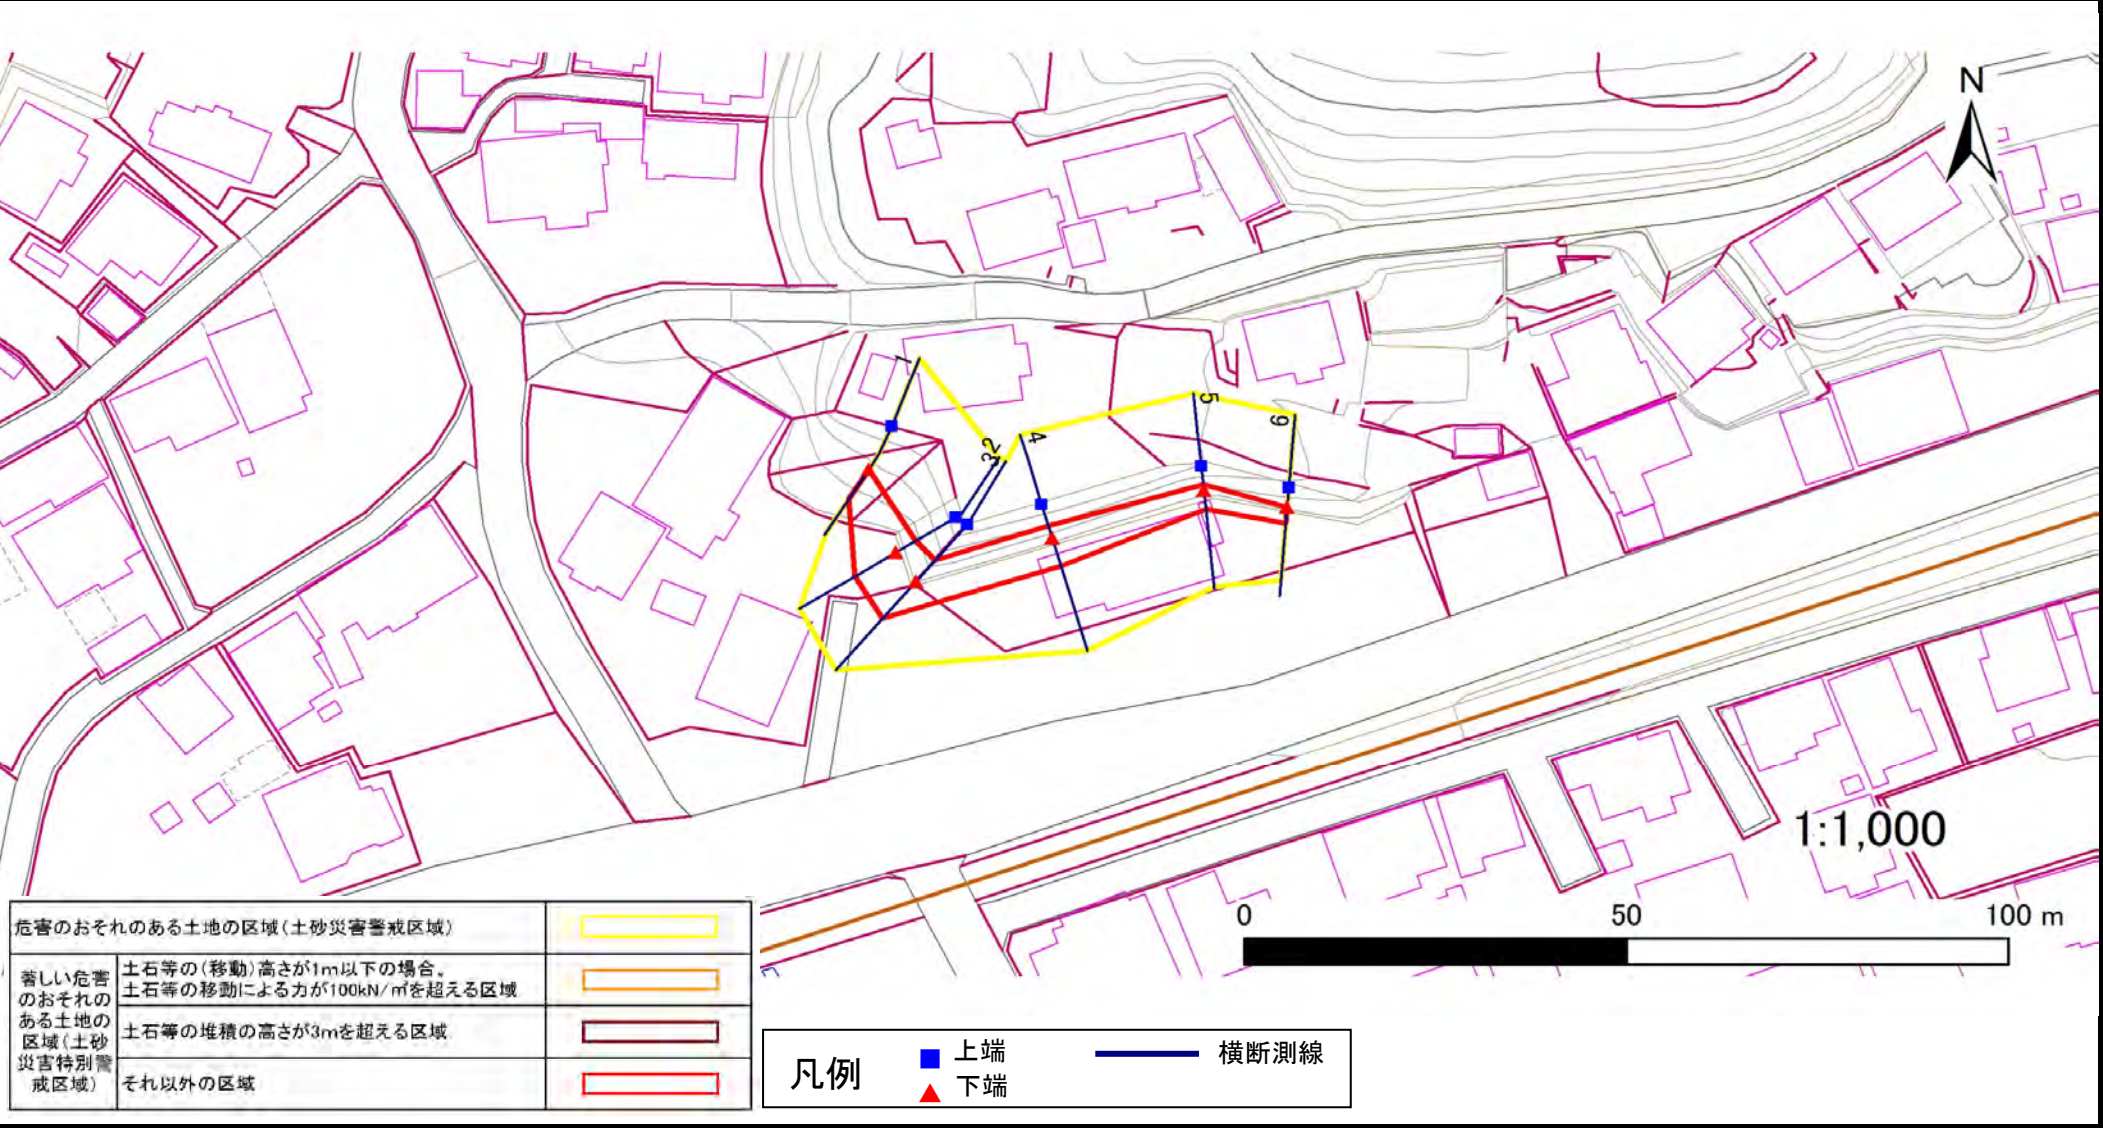 N
1
2
3
4
5
6
1:1,000
0 50 100 m
危害のおそれのある土地の区域(土砂災害警戒区域)
著しい危害
のおそれの
ある土地の
区域(土砂
災害特別警
戒区域)
土石等の(移動)高さが1m以下の場合、
土石等の移動による力が100kN/㎡を超える区域
土石等の堆積の高さが3mを超える区域
それ以外の区域
凡例
上端
下端
横断測線